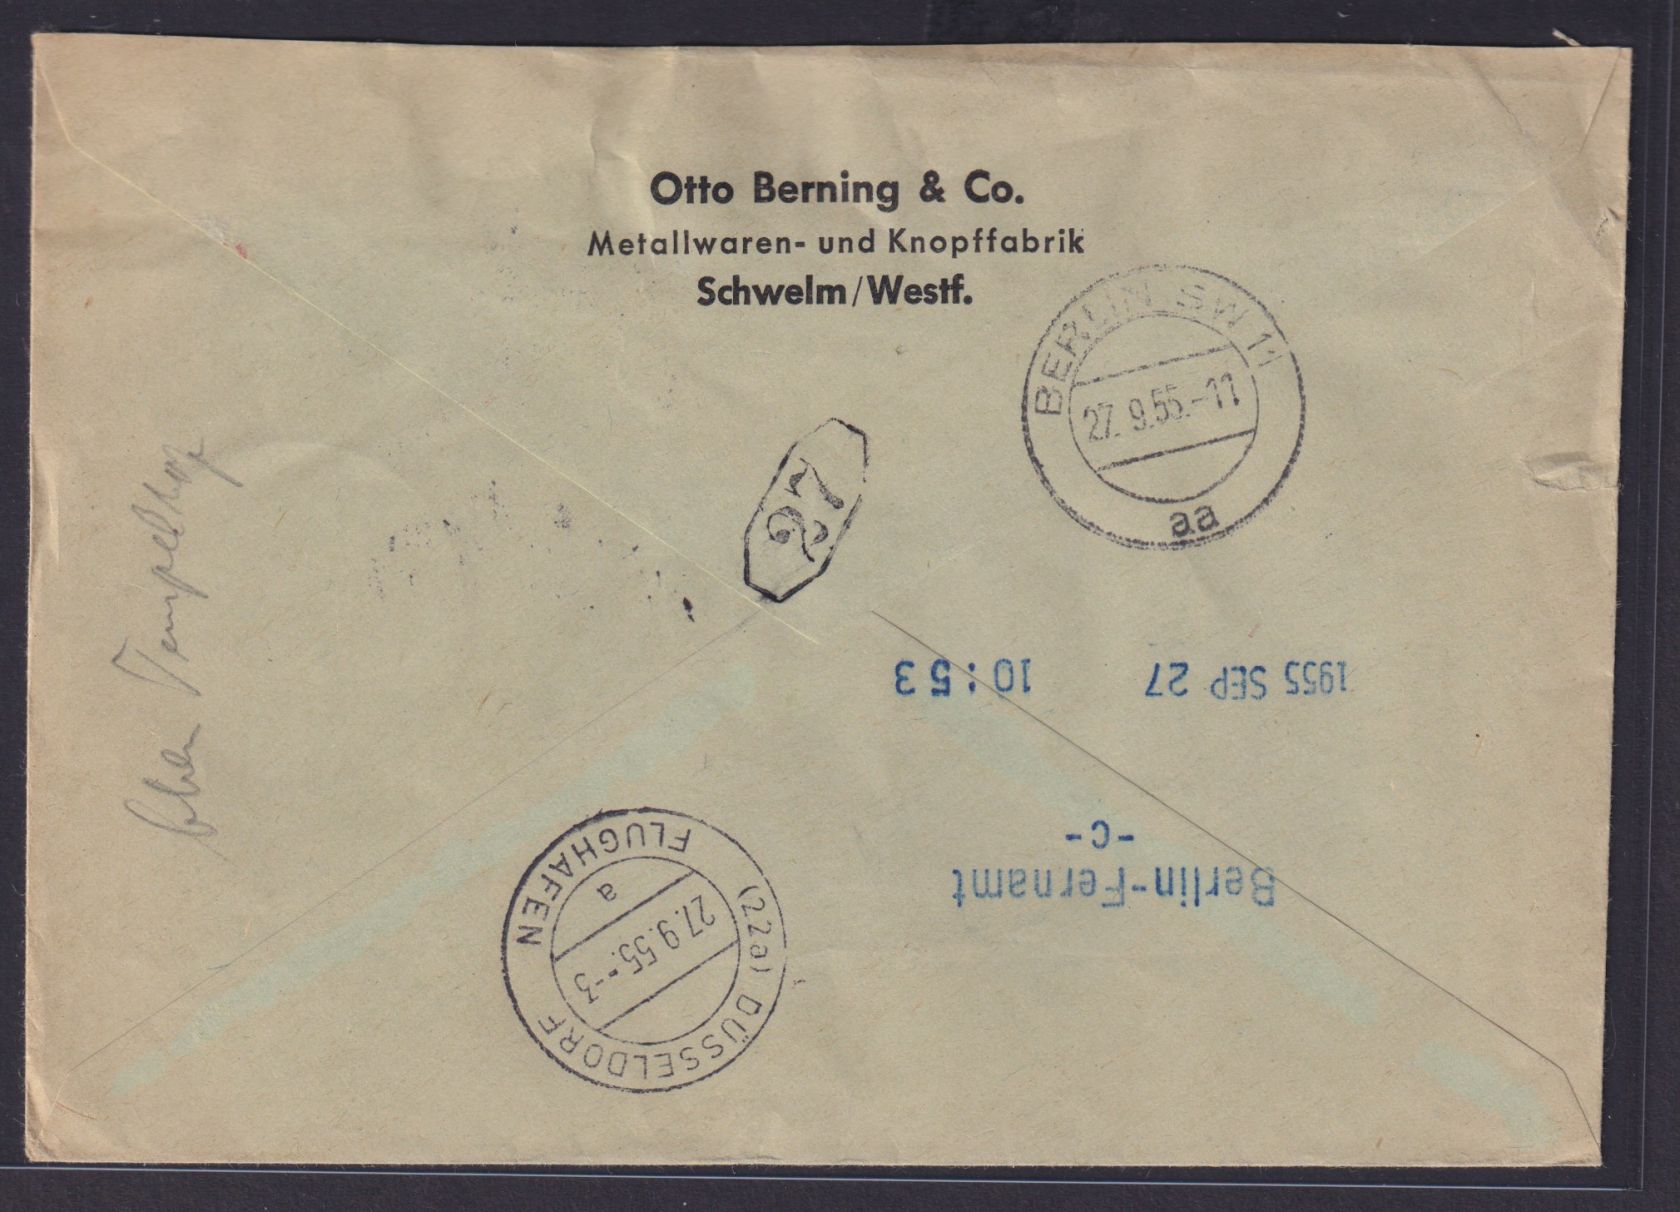 Otto Berning & Co.
Metallwaren- und Knopffabrik
Schwelm/Westf.
BERLIN SW 11
27.9.55.-11
aa
27
1955 SEP 27 10:53
Berlin-Fernamt
-c-
(22a) DÜSSELDORF FLUGHAFEN
27.9.55.--3
a
Tempelhof